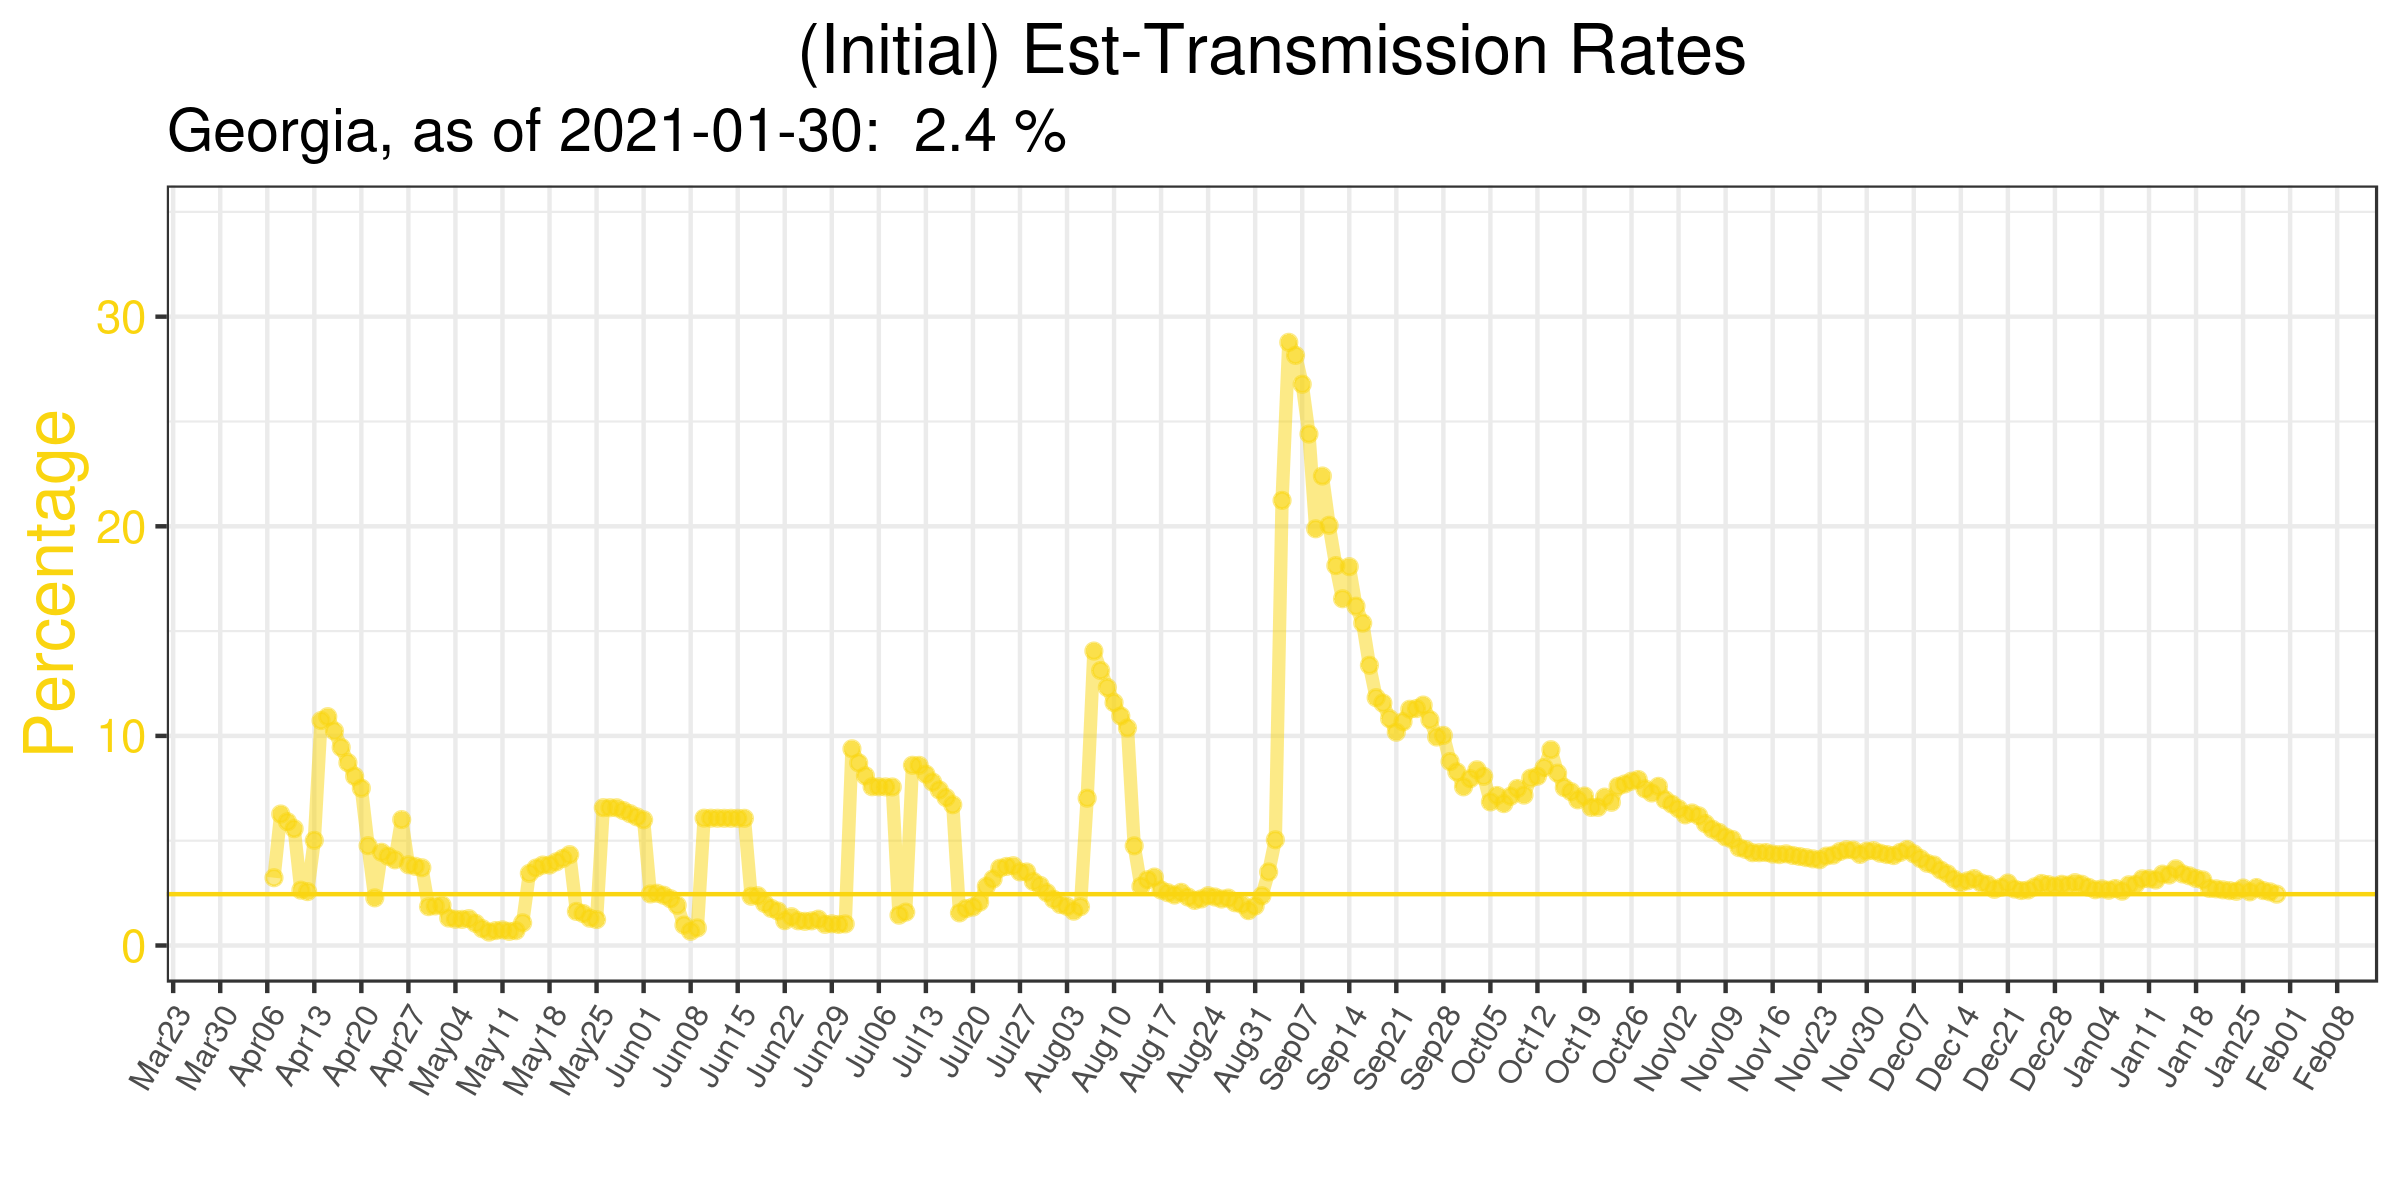 (Initial) Est-Transmission Rates
Georgia, as of 2021-01-30:  2.4 %
Percentage
30
20
10
0
Mar23
Mar30
Apr06
Apr13
Apr20
Apr27
May04
May11
May18
May25
Jun01
Jun08
Jun15
Jun22
Jun29
Jul06
Jul13
Jul20
Jul27
Aug03
Aug10
Aug17
Aug24
Aug31
Sep07
Sep14
Sep21
Sep28
Oct05
Oct12
Oct19
Oct26
Nov02
Nov09
Nov16
Nov23
Nov30
Dec07
Dec14
Dec21
Dec28
Jan04
Jan11
Jan18
Jan25
Feb01
Feb08